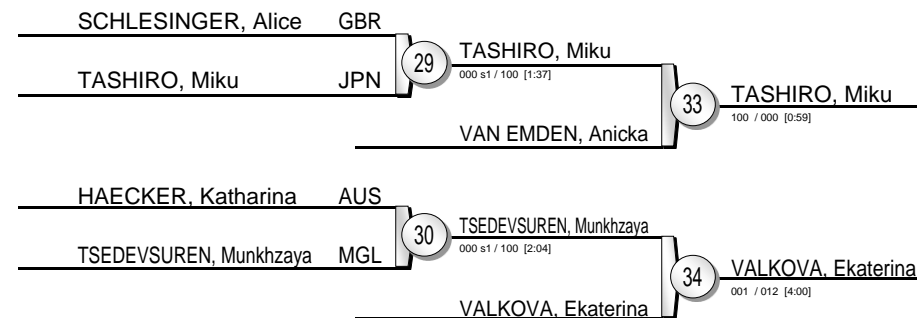 SCHLESINGER, Alice GBR
29
TASHIRO, Miku
000 s1 / 100 [1:37]
TASHIRO, Miku JPN
33
TASHIRO, Miku
100 / 000 [0:59]
VAN EMDEN, Anicka
HAECKER, Katharina AUS
30
TSEDEVSUREN, Munkhzaya
000 s1 / 100 [2:04]
TSEDEVSUREN, Munkhzaya MGL
34
VALKOVA, Ekaterina
001 / 012 [4:00]
VALKOVA, Ekaterina